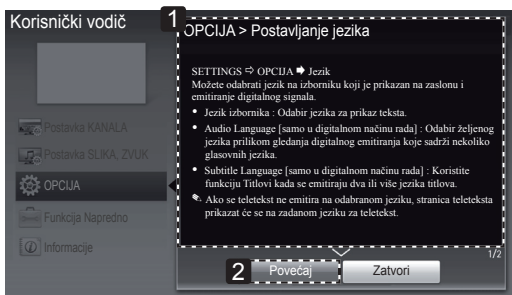 Korisnički vodič
1
OPCIJA > Postavljanje jezika
SETTINGS ⇨ OPCIJA ➡ Jezik
Možete odabrati jezik na izborniku koji je prikazan na zaslonu i
emitiranje digitalnog signala.
• Jezik izbornika : Odabir jezika za prikaz teksta.
• Audio Language [samo u digitalnom načinu rada] : Odabir željenog
jezika prilikom gledanja digitalnog emitiranja koje sadrži nekoliko
glasovnih jezika.
• Subtitle Language [samo u digitalnom načinu rada] : Koristite
funkciju Titlovi kada se emitiraju dva ili više jezika titlova.
✎ Ako se teletekst ne emitira na odabranom jeziku, stranica teleteksta
prikazat će se na zadanom jeziku za teletekst.
Postavka KANALA
Postavka SLIKA, ZVUK
OPCIJA
Funkcija Napredno
Informacije
1/2
2
Povećaj
Zatvori